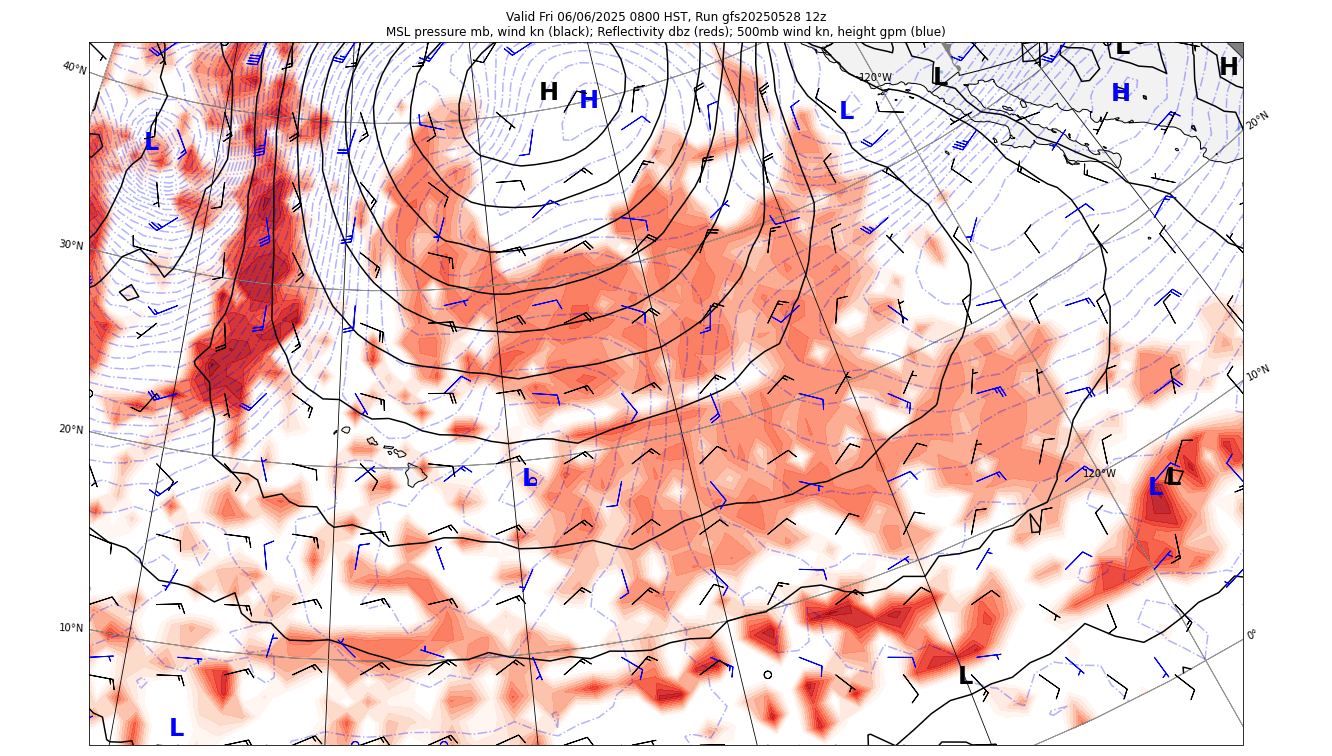 Valid Fri 06/06/2025 0800 HST, Run gfs20250528 12z
MSL pressure mb, wind kn (black); Reflectivity dbz (reds); 500mb wind kn, height gpm (blue)
L
H
40°N
120°W
L
H
H
H
L
20°N
L
30°N
10°N
20°N
L
120°W
L
L
10°N
0°
L
L